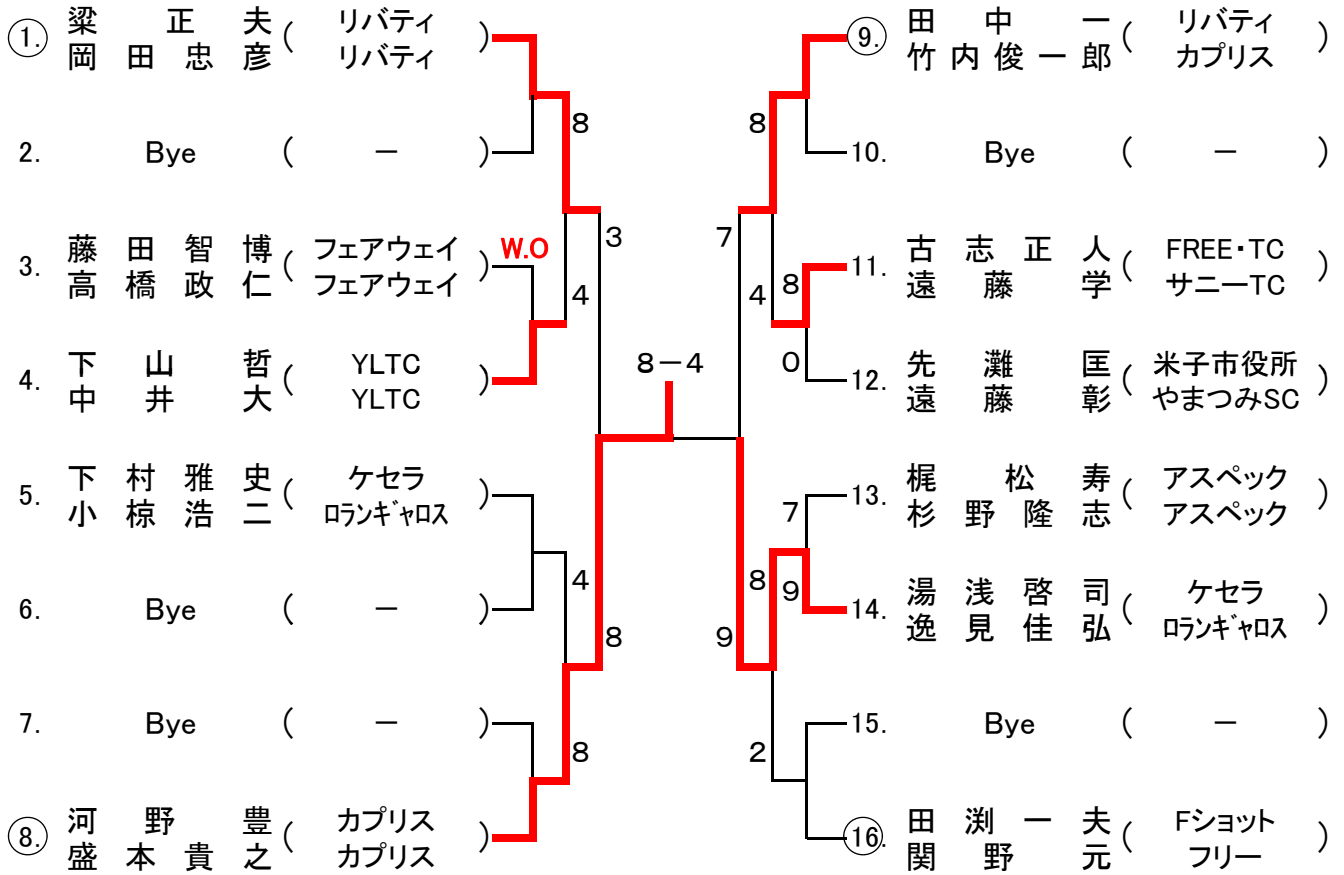 1. 梁正夫 ( リバティ )
岡田忠彦 リバティ
2. Bye ( － )
3. 藤田智博 ( フェアウェイ ) W.O
高橋政仁 フェアウェイ
4. 下山哲 ( YLTC )
中井大 YLTC
5. 下村雅史 ( ケセラ )
小椋浩二 ロランギャロス
6. Bye ( － )
7. Bye ( － )
8. 河野豊 ( カプリス )
盛本貴之 カプリス
8
4
4
8
3
8
8－4
7
9
8
4
8
2
8
0
7
9
9. 田中一 ( リバティ )
竹内俊一郎 カプリス
10. Bye ( － )
11. 古志正人 ( FREE・TC )
遠藤学 サニーTC
12. 先灘匡 ( 米子市役所 )
遠藤彰 やまつみSC
13. 梶松寿 ( アスペック )
杉野隆志 アスペック
14. 湯浅啓司 ( ケセラ )
逸見佳弘 ロランギャロス
15. Bye ( － )
16. 田渕一夫 ( Fショット )
関野元 フリー